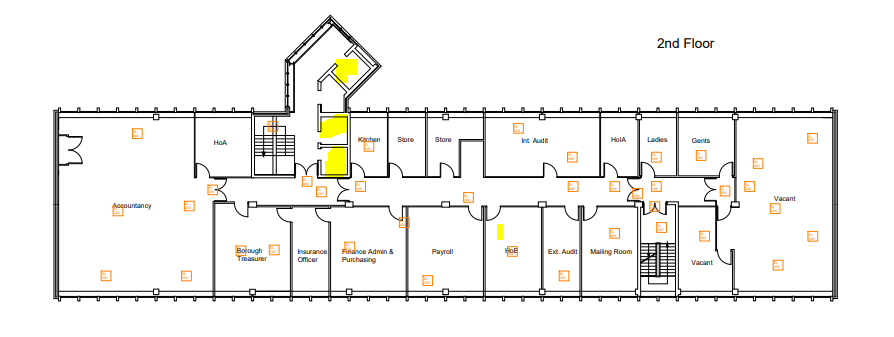 2nd Floor
HoA
Kitchen
Store
Store
Int. Audit
HoIA
Ladies
Gents
Accountancy
Vacant
Borough
Treasurer
Insurance
Officer
Finance Admin &
Purchasing
Payroll
HoB
Ext. Audit
Mailing Room
Vacant